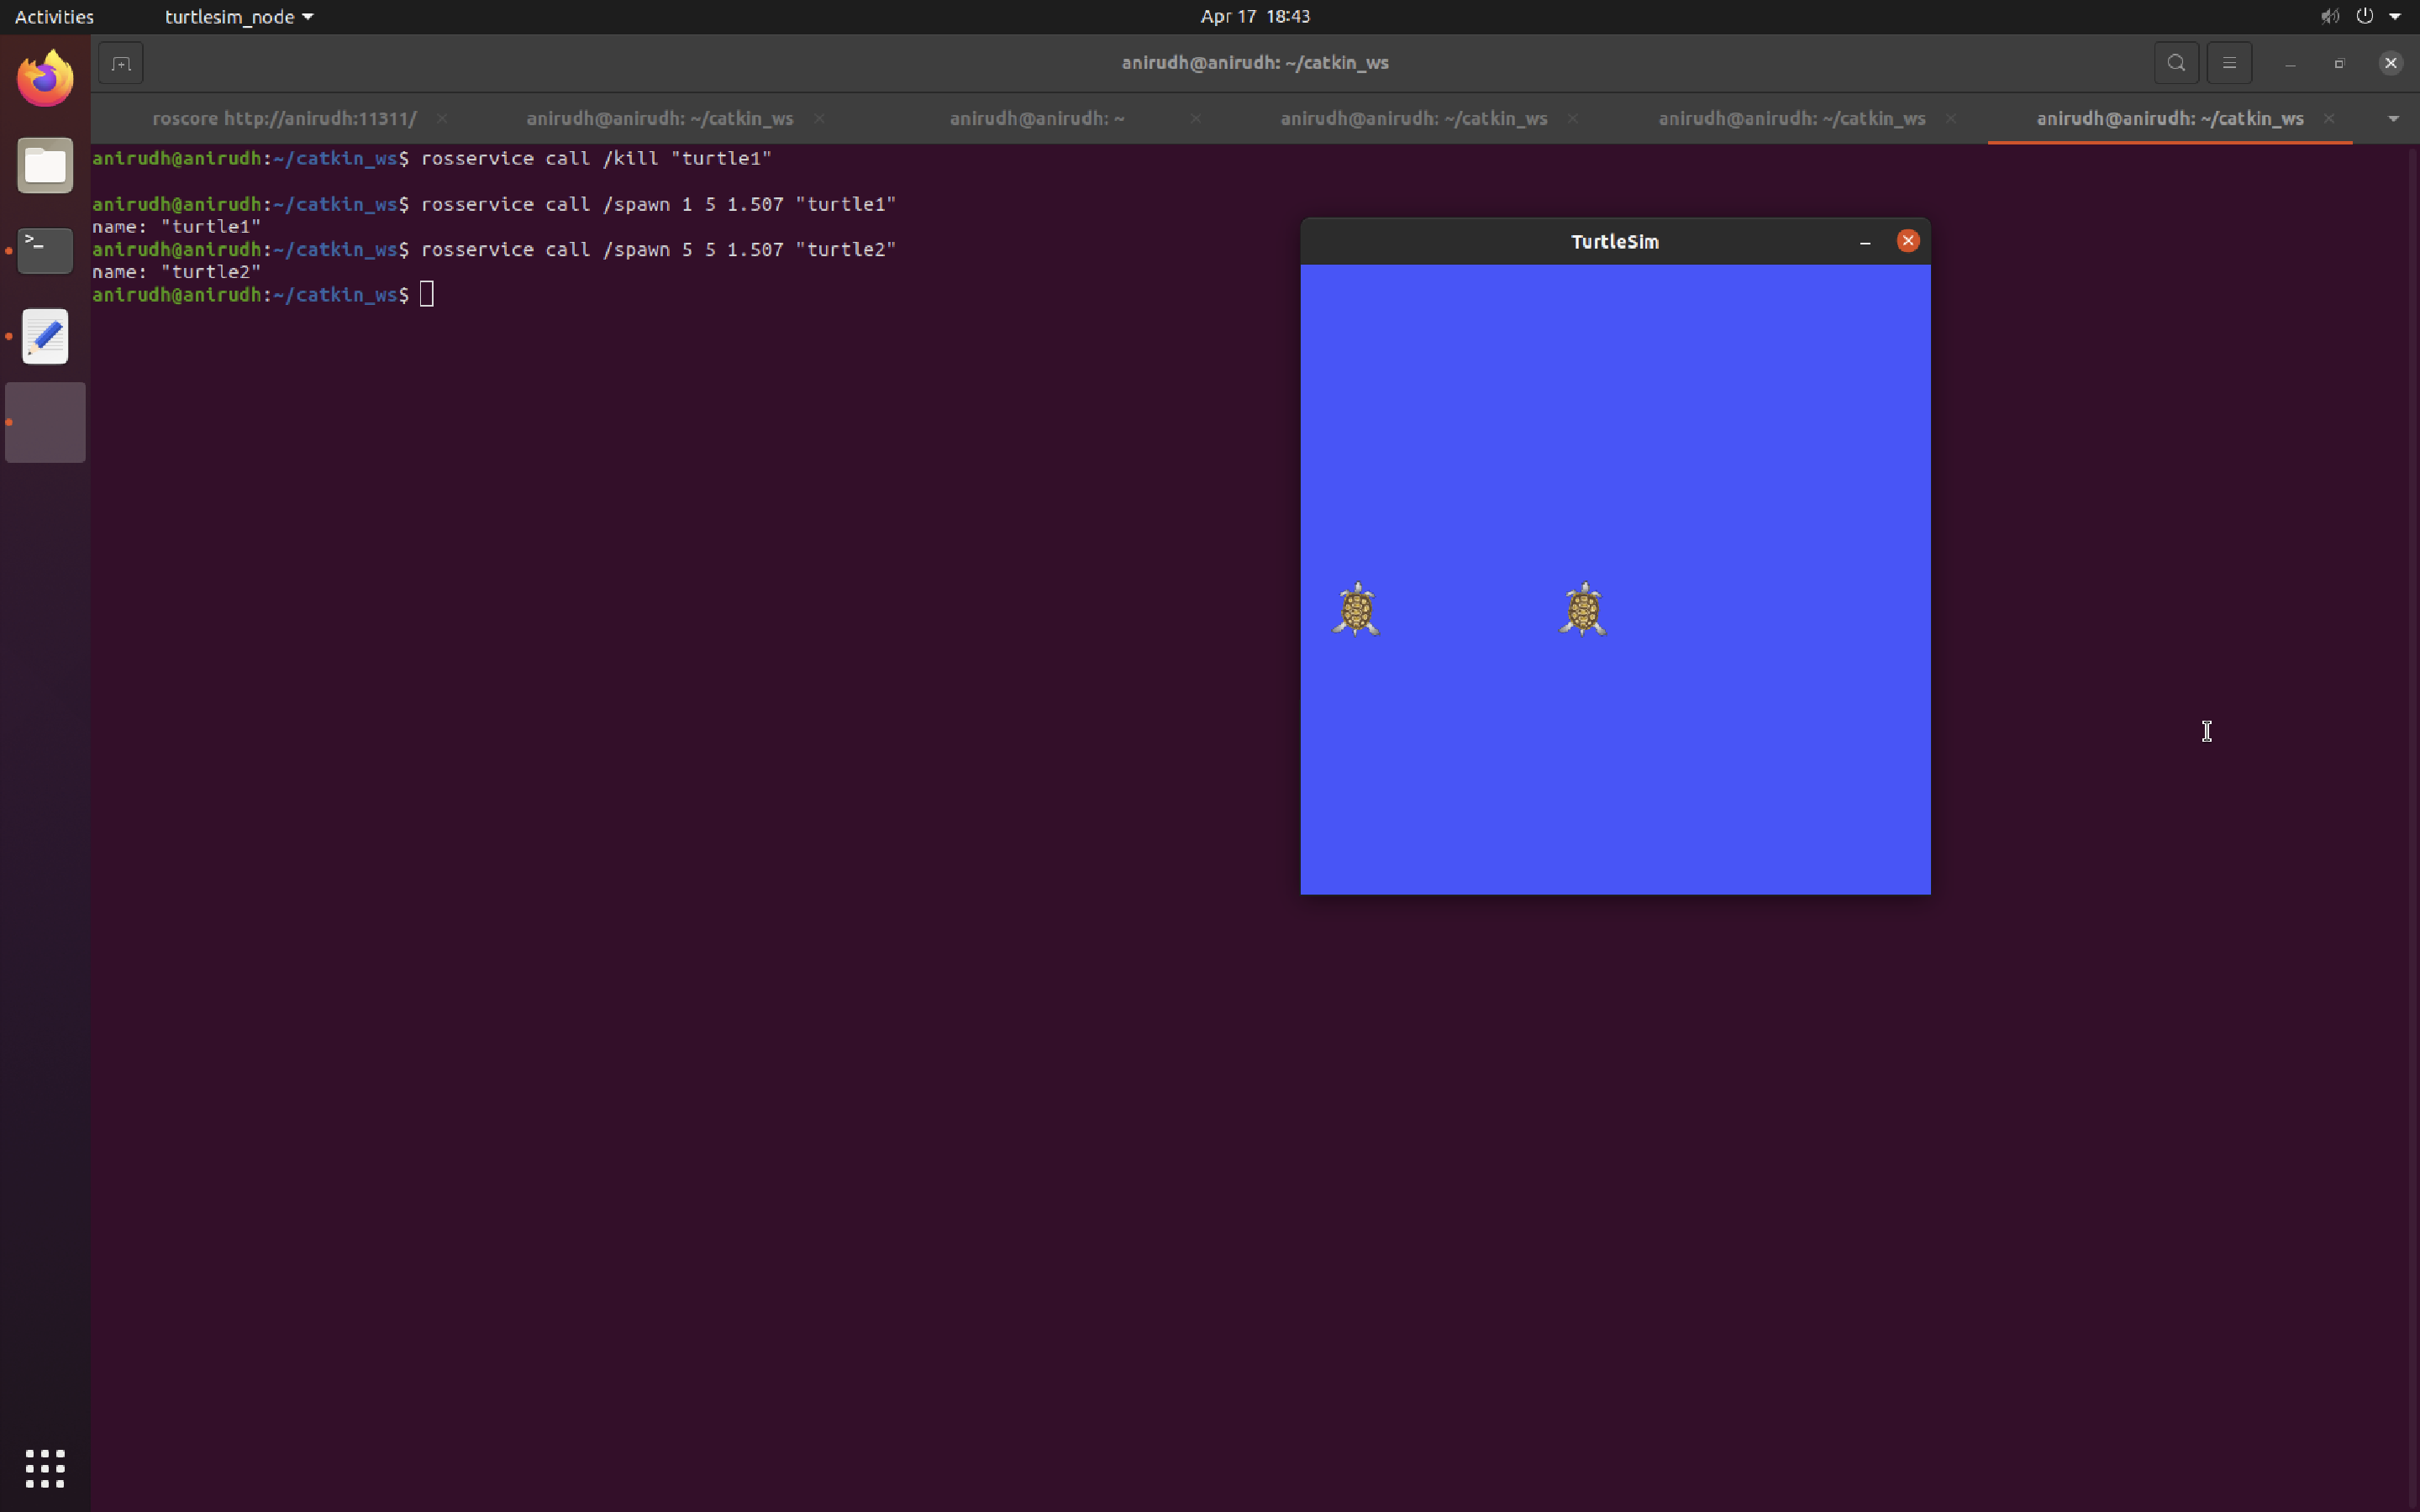 Activities turtlesim_node Apr 17 18:43
anirudh@anirudh: ~/catkin_ws
roscore http://anirudh:11311/ anirudh@anirudh: ~/catkin_ws anirudh@anirudh: ~ anirudh@anirudh: ~/catkin_ws anirudh@anirudh: ~/catkin_ws anirudh@anirudh: ~/catkin_ws
anirudh@anirudh:~/catkin_ws$ rosservice call /kill "turtle1"
anirudh@anirudh:~/catkin_ws$ rosservice call /spawn 1 5 1.507 "turtle1"
name: "turtle1"
anirudh@anirudh:~/catkin_ws$ rosservice call /spawn 5 5 1.507 "turtle2"
name: "turtle2"
anirudh@anirudh:~/catkin_ws$
TurtleSim